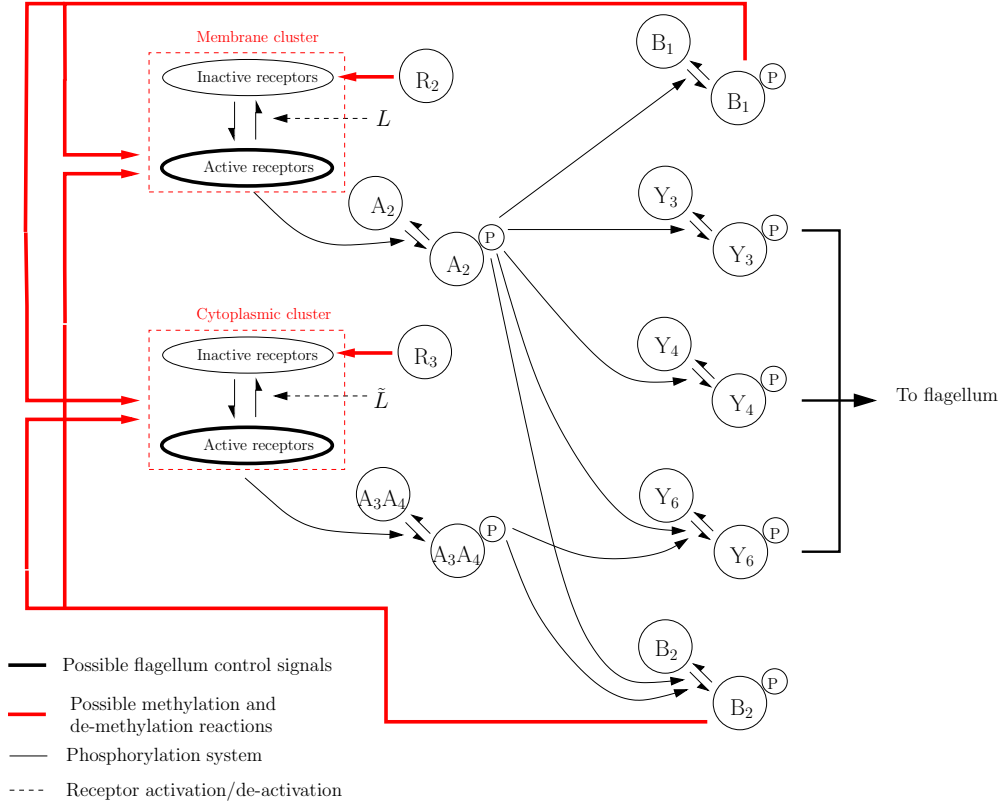 Membrane cluster
Inactive receptors
R₂
L
Active receptors
B₁
B₁
P
A₂
A₂
P
Y₃
Y₃
P
Cytoplasmic cluster
Inactive receptors
R₃
L̃
Active receptors
Y₄
Y₄
P
To flagellum
A₃A₄
A₃A₄
P
Y₆
Y₆
P
B₂
B₂
P
Possible flagellum control signals
Possible methylation and
de-methylation reactions
Phosphorylation system
Receptor activation/de-activation